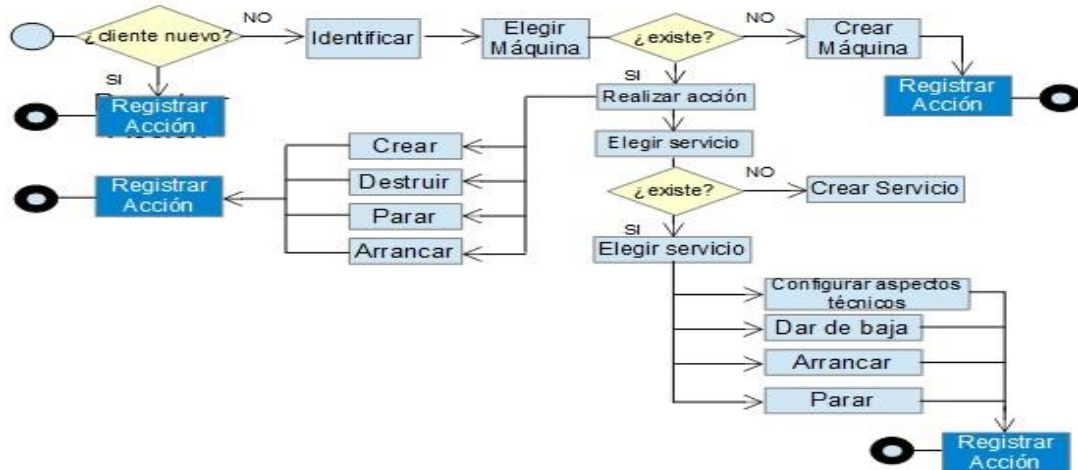 NO
NO
¿cliente nuevo?
Identificar
Elegir
Máquina
¿existe?
Crear
Máquina
SI
SI
Registrar
Acción
Realizar acción
Registrar
Acción
Elegir servicio
Crear
Destruir
Parar
Arrancar
Registrar
Acción
¿existe?
NO
Crear Servicio
SI
Elegir servicio
Configurar aspectos
técnicos
Dar de baja
Arrancar
Parar
Registrar
Acción